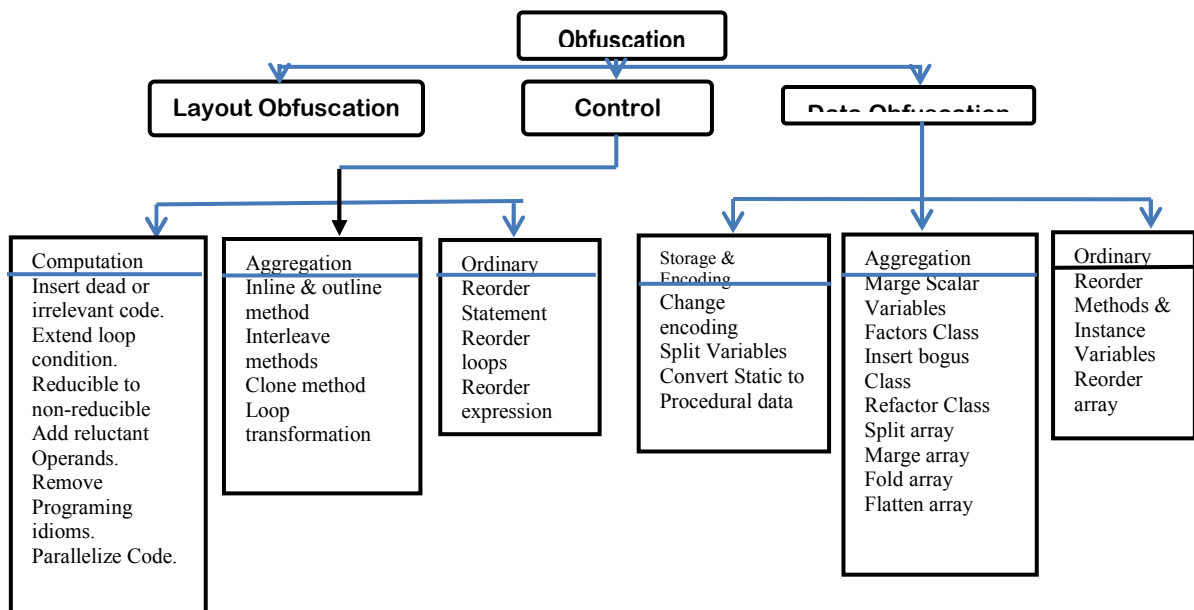 Obfuscation
Layout Obfuscation
Control
Data Obfuscation
Computation
Insert dead or
irrelevant code.
Extend loop
condition.
Reducible to
non-reducible
Add reluctant
Operands.
Remove
Programing
idioms.
Parallelize Code.
Aggregation
Inline & outline
method
Interleave
methods
Clone method
Loop
transformation
Ordinary
Reorder
Statement
Reorder
loops
Reorder
expression
Storage &
Encoding
Change
encoding
Split Variables
Convert Static to
Procedural data
Aggregation
Marge Scalar
Variables
Factors Class
Insert bogus
Class
Refactor Class
Split array
Marge array
Fold array
Flatten array
Ordinary
Reorder
Methods &
Instance
Variables
Reorder
array